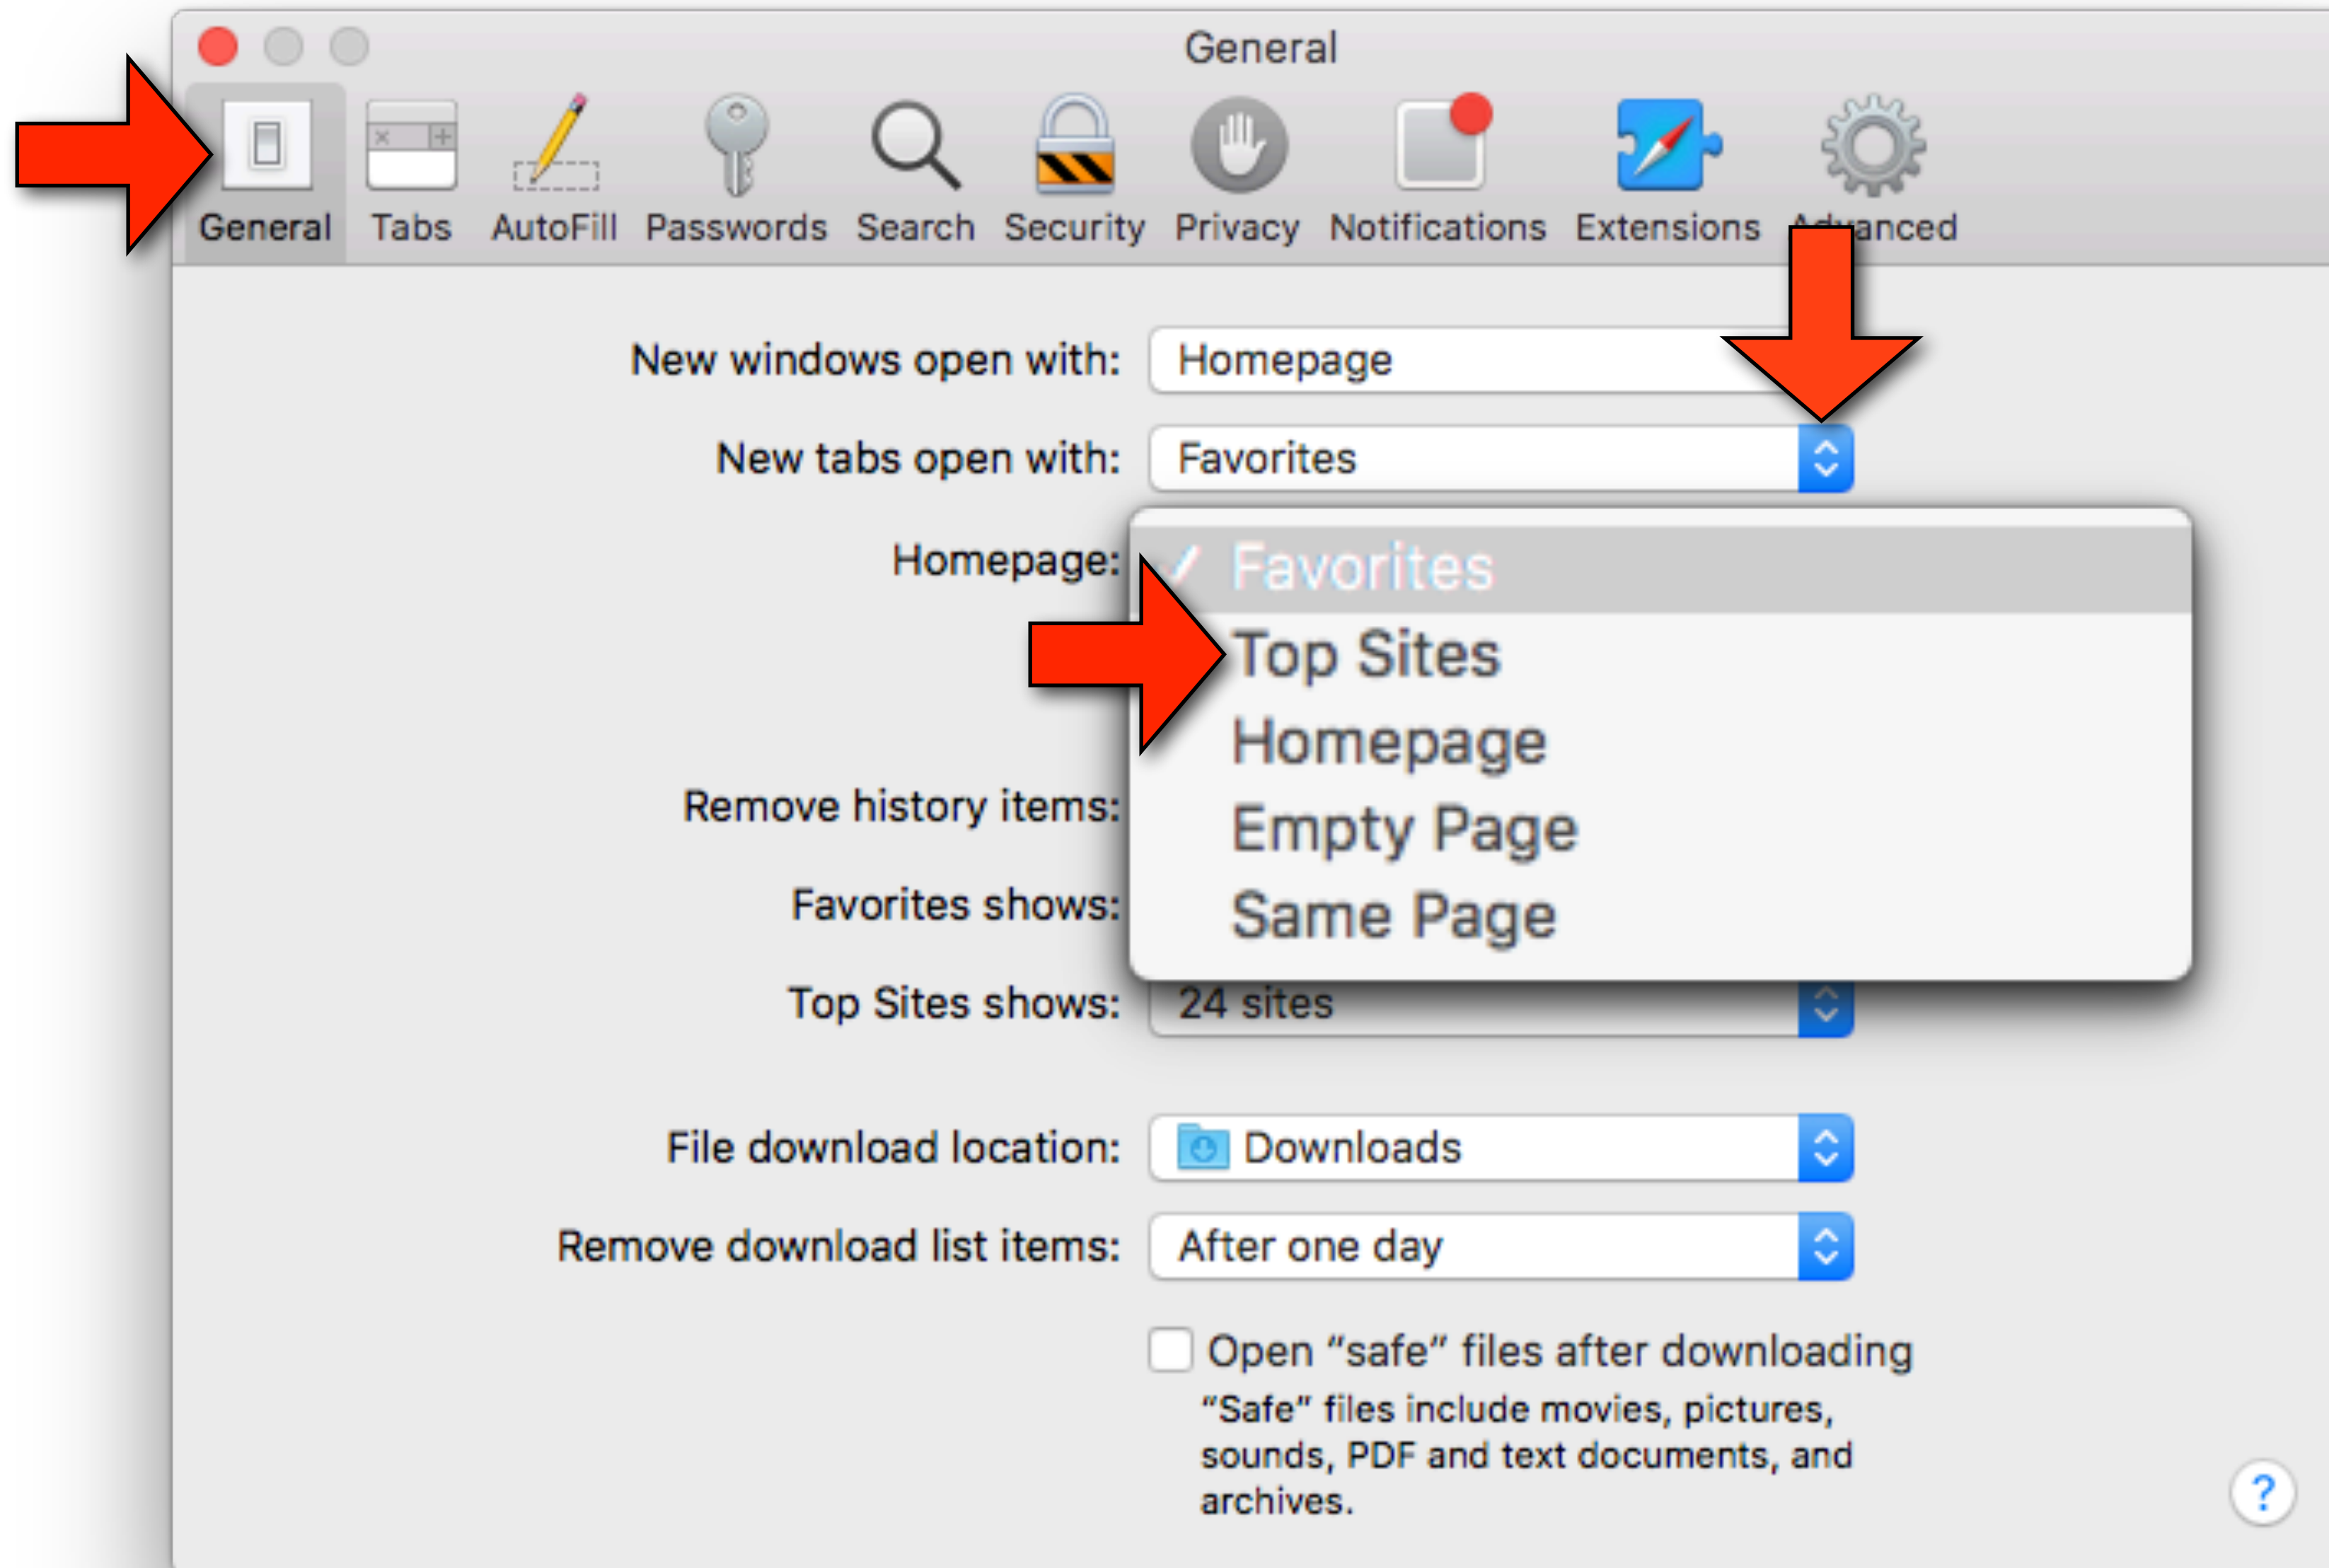 General
General Tabs AutoFill Passwords Search Security Privacy Notifications Extensions Advanced
New windows open with: Homepage
New tabs open with: Favorites
Homepage: ✓ Favorites
Top Sites
Homepage
Empty Page
Same Page
Remove history items:
Favorites shows:
Top Sites shows: 24 sites
File download location: Downloads
Remove download list items: After one day
Open “safe” files after downloading
“Safe” files include movies, pictures,
sounds, PDF and text documents, and
archives.
?